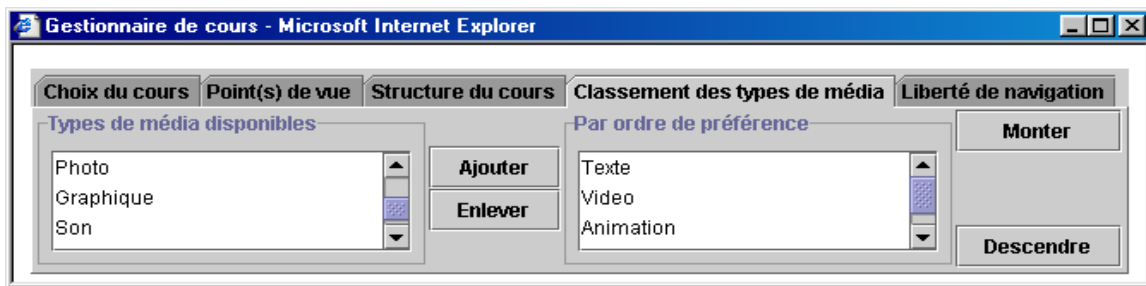 Gestionnaire de cours - Microsoft Internet Explorer
Choix du cours Point(s) de vue Structure du cours Classement des types de média Liberté de navigation
Types de média disponibles
Photo
Graphique
Son
Ajouter
Enlever
Par ordre de préférence
Texte
Video
Animation
Monter
Descendre